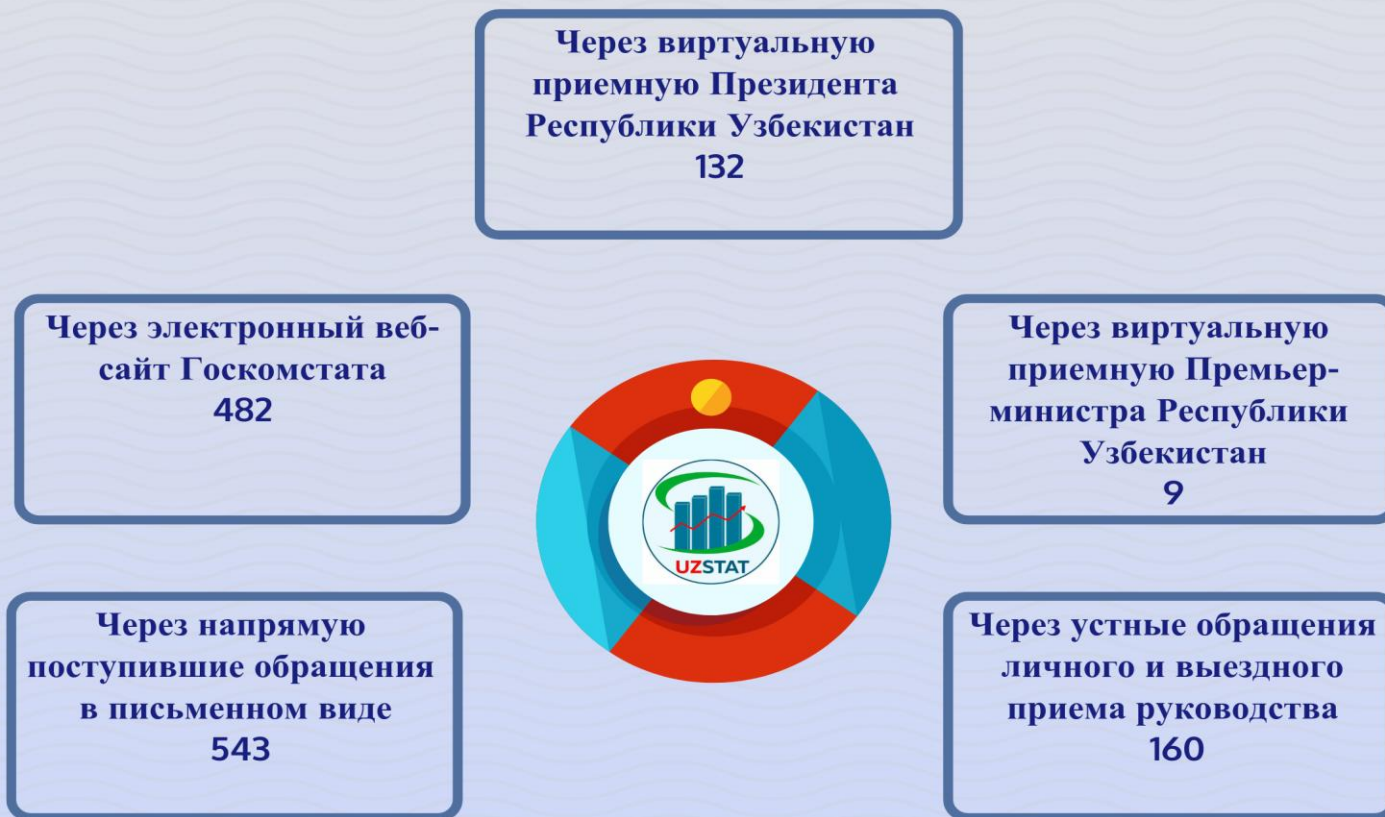 Через виртуальную
приемную Президента
Республики Узбекистан
132
Через электронный веб-
сайт Госкомстата
482
Через виртуальную
приемную Премьер-
министра Республики
Узбекистан
9
UZSTAT
Через напрямую
поступившие обращения
в письменном виде
543
Через устные обращения
личного и выездного
приема руководства
160